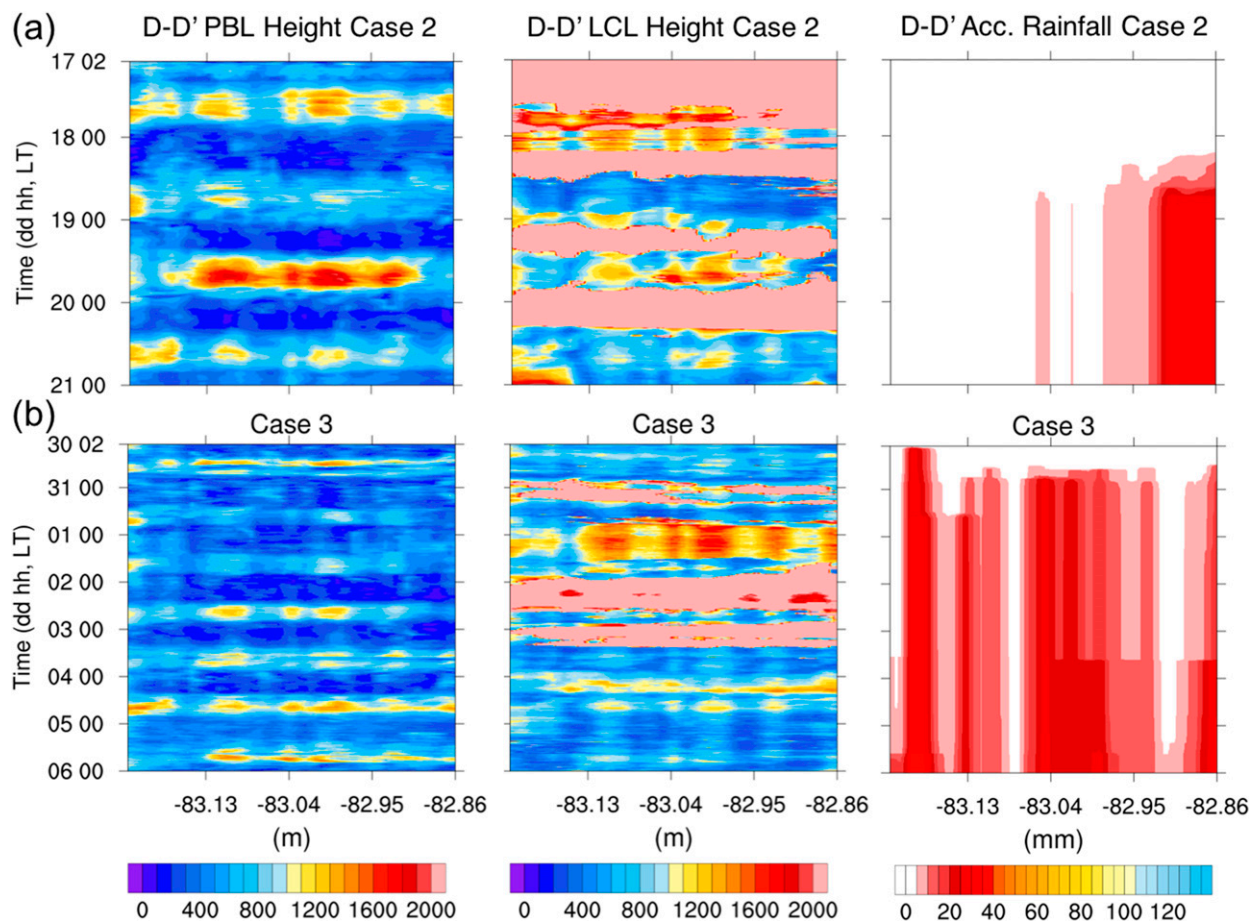 (a)
D-D' PBL Height Case 2
D-D' LCL Height Case 2
D-D' Acc. Rainfall Case 2
Time (dd hh, LT)
17 02
18 00
19 00
20 00
21 00
(b)
Case 3
Case 3
Case 3
Time (dd hh, LT)
30 02
31 00
01 00
02 00
03 00
04 00
05 00
06 00
-83.13 -83.04 -82.95 -82.86
-83.13 -83.04 -82.95 -82.86
-83.13 -83.04 -82.95 -82.86
(m)
(m)
(mm)
0 400 800 1200 1600 2000
0 400 800 1200 1600 2000
0 20 40 60 80 100 120